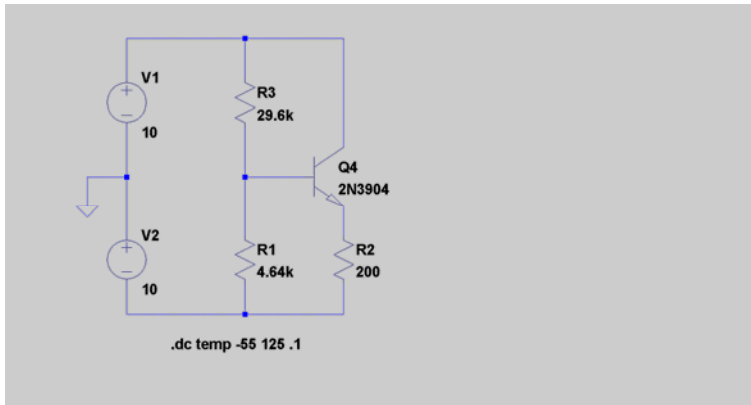 V1
+
−
10
R3
29.6k
Q4
2N3904
V2
+
−
10
R1
4.64k
R2
200
.dc temp -55 125 .1